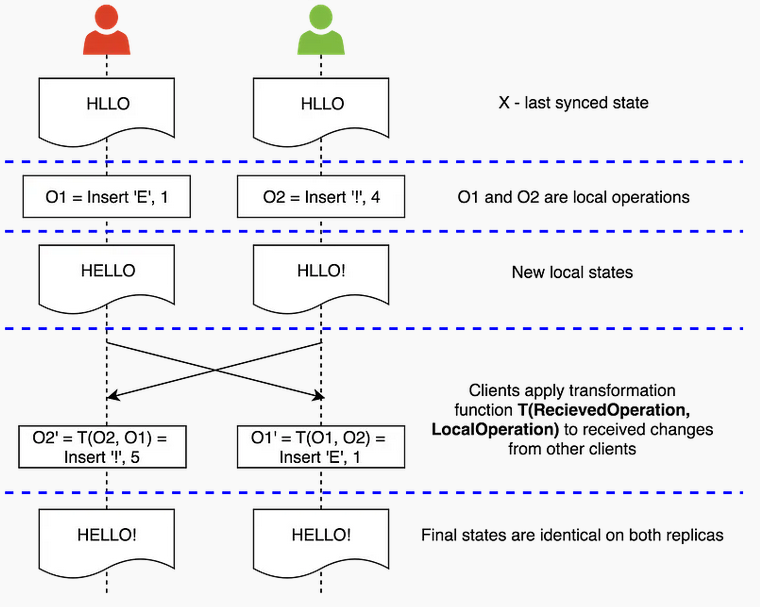 HLLO
HLLO
X - last synced state
O1 = Insert 'E', 1
O2 = Insert '!', 4
O1 and O2 are local operations
HELLO
HLLO!
New local states
Clients apply transformation
function T(RecievedOperation,
LocalOperation) to received changes
from other clients
O2' = T(O2, O1) =
Insert '!', 5
O1' = T(O1, O2) =
Insert 'E', 1
HELLO!
HELLO!
Final states are identical on both replicas